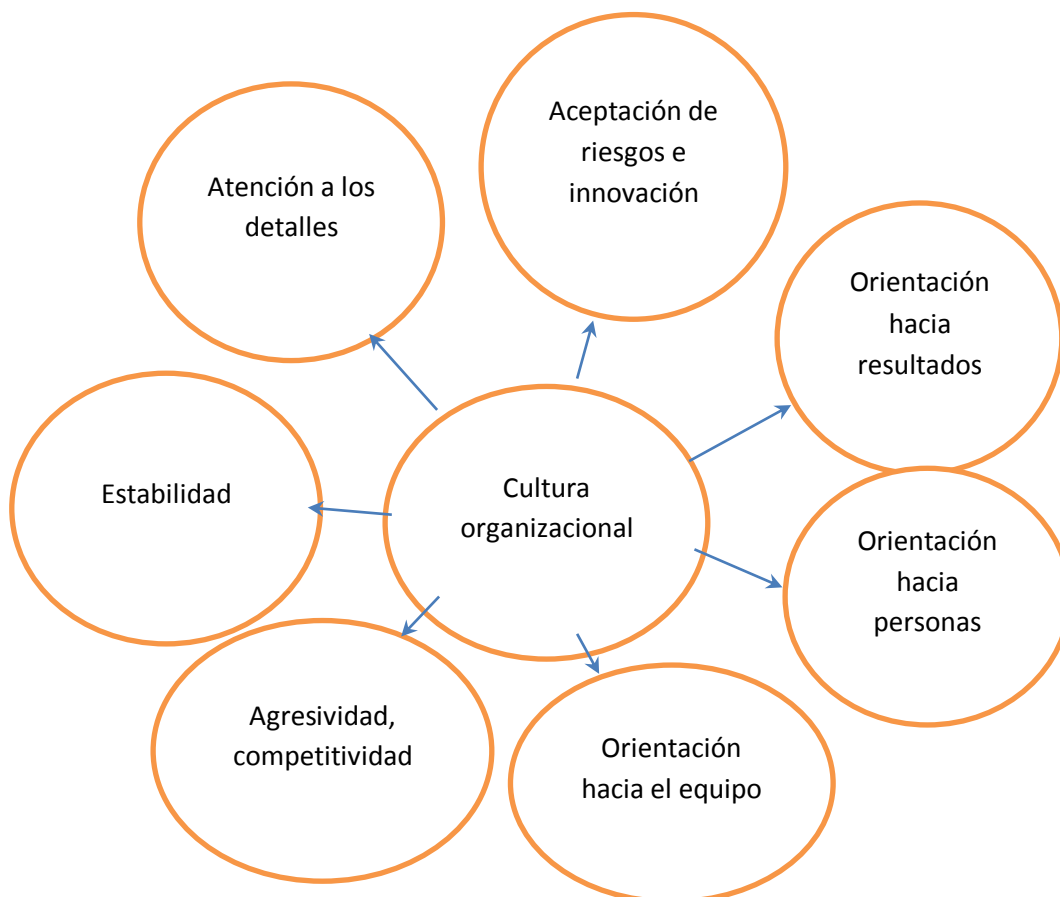 Aceptación de
riesgos e
innovación
Atención a los
detalles
Orientación
hacia
resultados
Estabilidad
Cultura
organizacional
Orientación
hacia
personas
Agresividad,
competitividad
Orientación
hacia el equipo